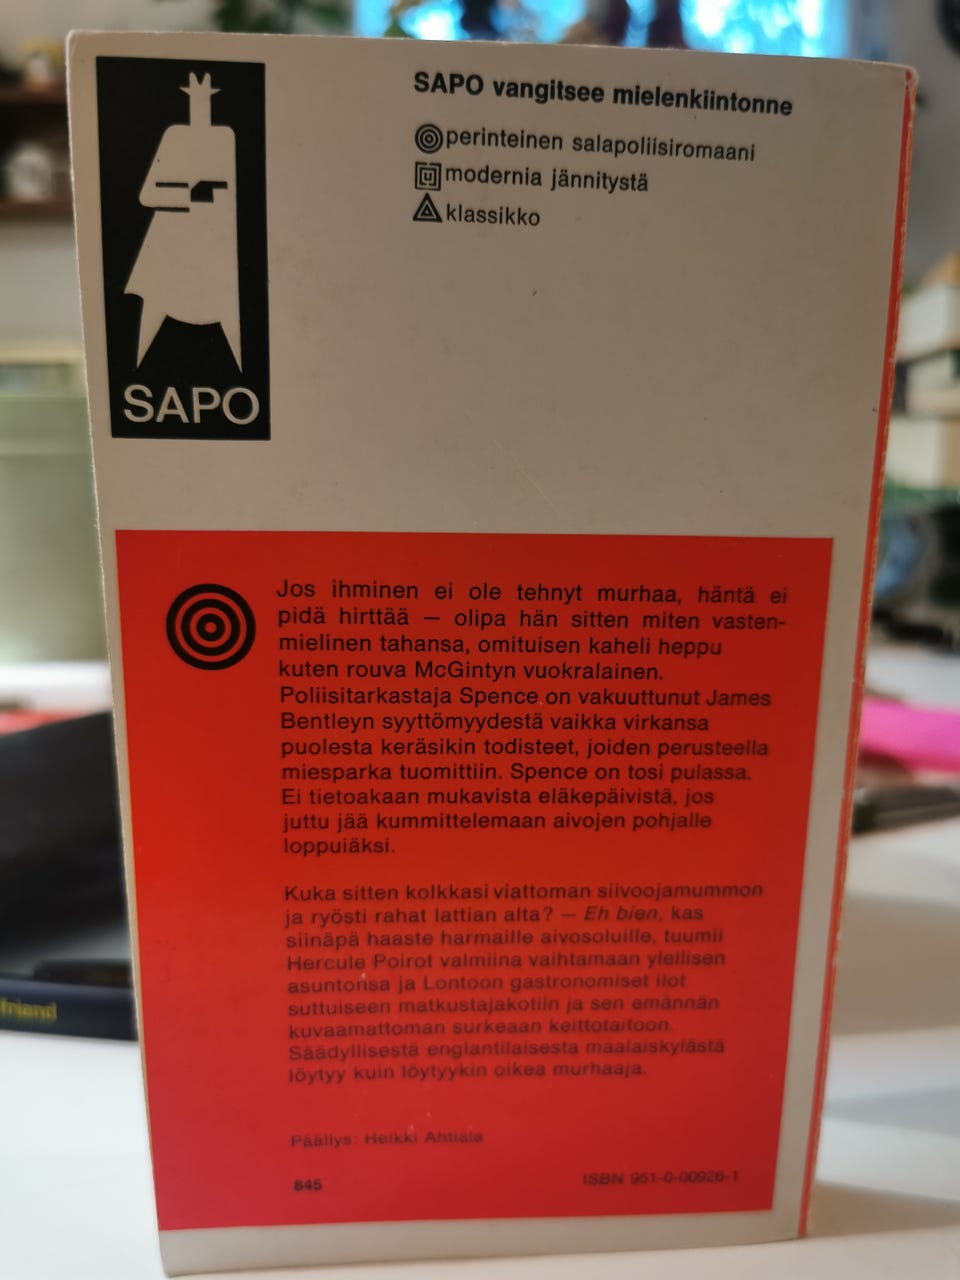 SAPO
SAPO vangitsee mielenkiintonne
perinteinen salapoliisiromaani
modernia jännitystä
klassikko
Jos ihminen ei ole tehnyt murhaa, häntä ei
pidä hirttää — olipa hän sitten miten vasten-
mielinen tahansa, omituisen kaheli heppu
kuten rouva McGintyn vuokralainen.
Poliisitarkastaja Spence on vakuuttunut James
Bentleyn syyttömyydestä vaikka virkansa
puolesta keräsikin todisteet, joiden perusteella
miesparka tuomittiin. Spence on tosi pulassa.
Ei tietoakaan mukavista eläkepäivistä, jos
juttu jää kummittelemaan aivojen pohjalle
loppuiäksi.
Kuka sitten kolkkasi viattoman siivoojamummon
ja ryösti rahat lattian alta? — Eh bien, kas
siinäpä haaste harmaille aivosoluille, tuumii
Hercule Poirot valmiina vaihtamaan ylellisen
asuntonsa ja Lontoon gastronomiset ilot
suttuiseen matkustajakotiin ja sen emännän
kuvaamattoman surkeaan keittotaitoon.
Säädyllisestä englantilaisesta maalaiskylästä
löytyy kuin löytyykin oikea murhaaja.
Päällys: Heikki Ahtiala
845
ISBN 951-0-00926-1
friend